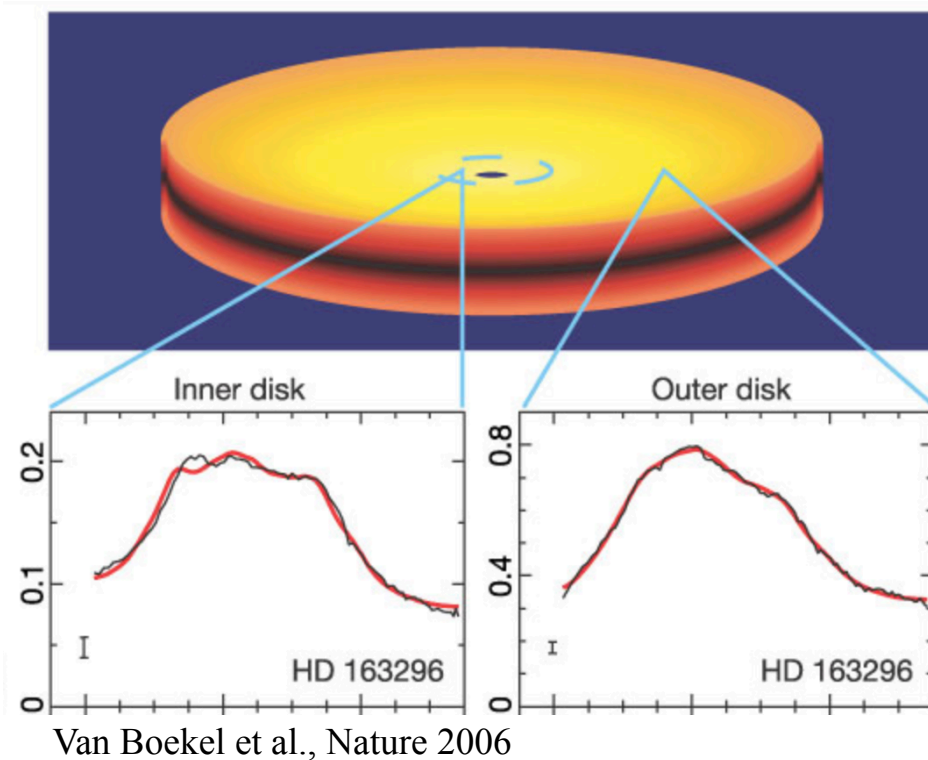 Inner disk
Outer disk
0.2
0.1
0
HD 163296
0.8
0.4
0
HD 163296
Van Boekel et al., Nature 2006